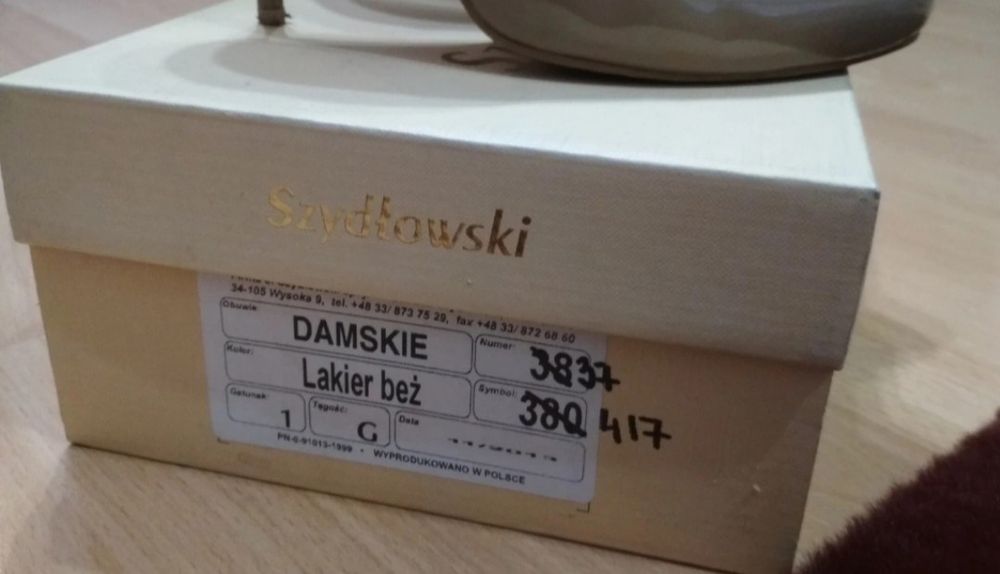 Szydłowski
34-105 Wysoka 9, tel. +48 33/ 873 75 29, fax +48 33/ 872 68 60
Obuwie:
DAMSKIE
Numer:
3837
Kolor:
Lakier beż
Symbol:
417
Gatunek:
1
Tęgość:
G
Data
PN-0-91013-1999 • WYPRODUKOWANO W POLSCE